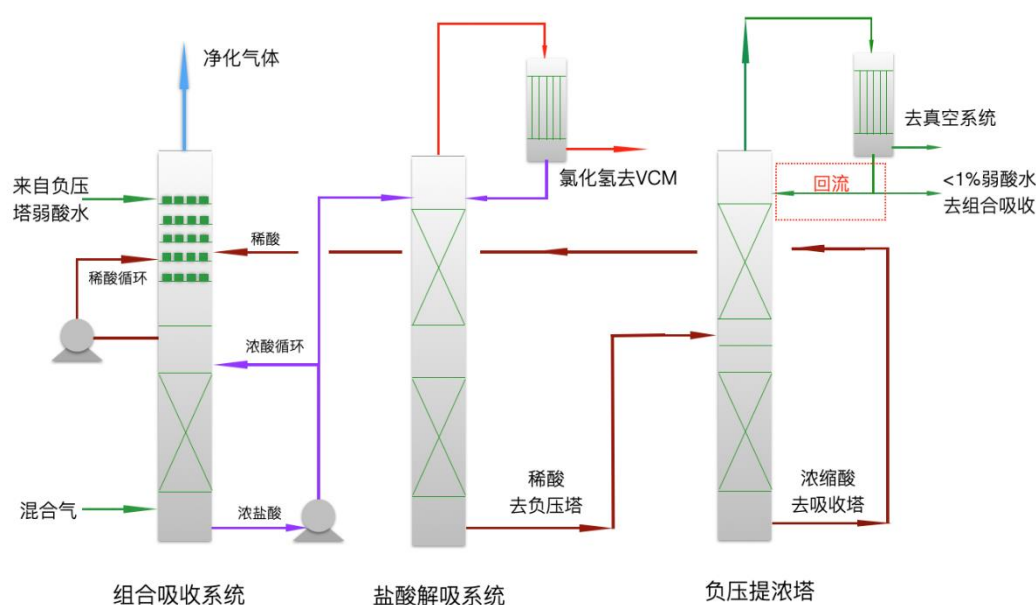 净化气体
来自负压
塔弱酸水
稀酸
稀酸循环
浓酸循环
混合气
浓盐酸
氯化氢去VCM
去真空系统
回流
<1%弱酸水
去组合吸收
稀酸
去负压塔
浓缩酸
去吸收塔
组合吸收系统
盐酸解吸系统
负压提浓塔